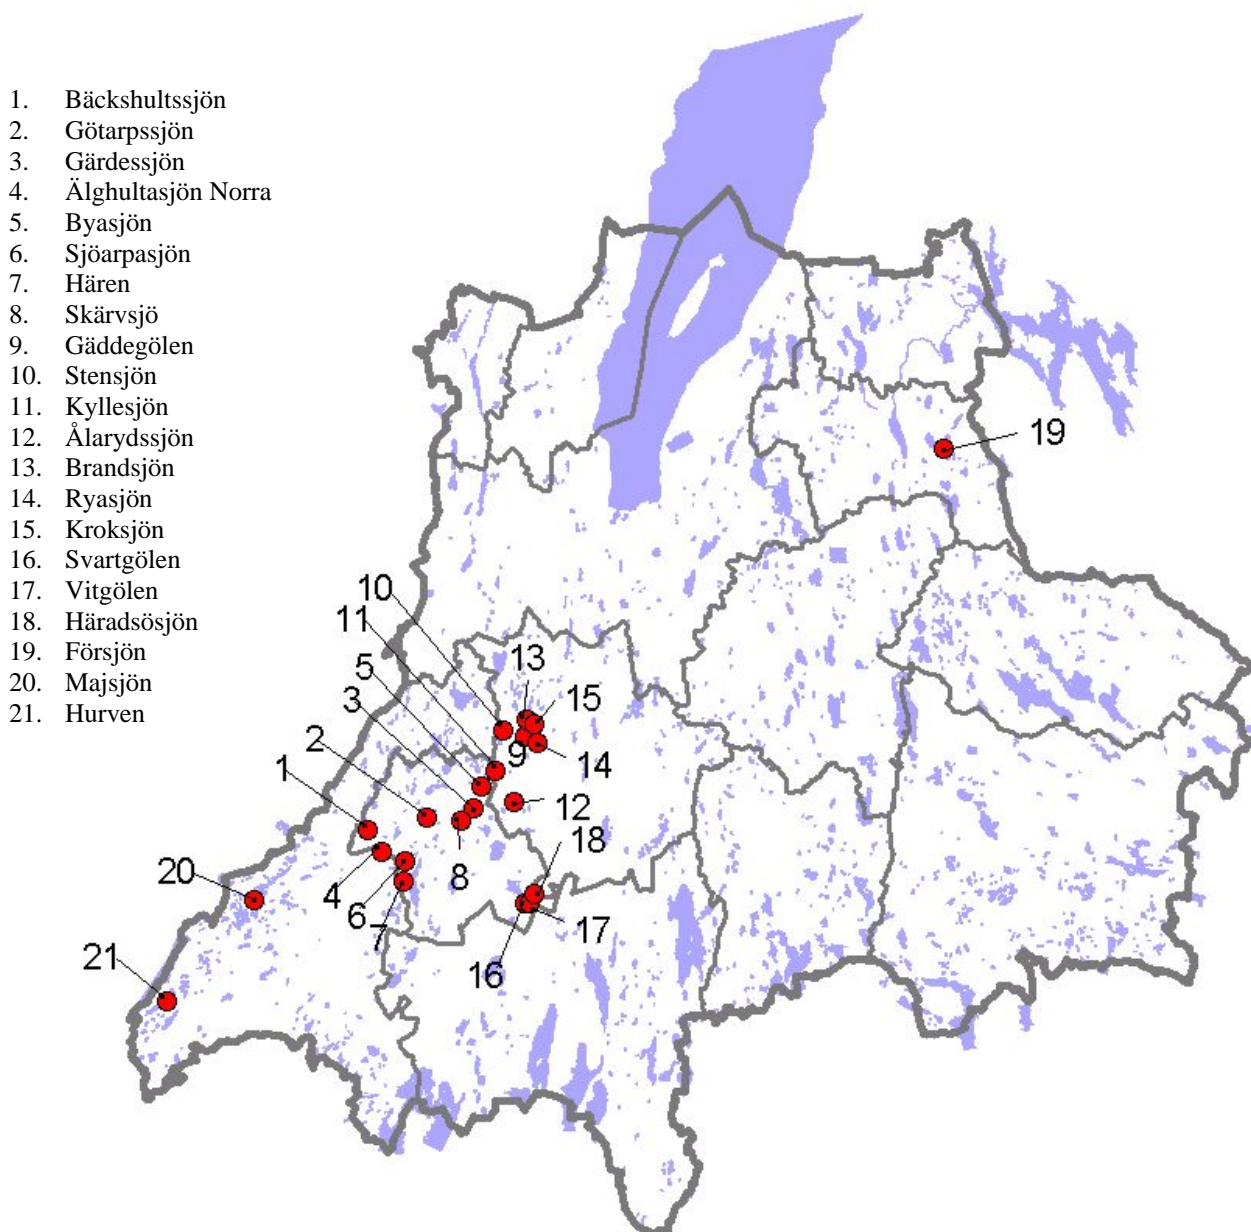 1. Bäckshultssjön
2. Götarpssjön
3. Gärdessjön
4. Älghultasjön Norra
5. Byasjön
6. Sjöarpasjön
7. Hären
8. Skärvsjö
9. Gäddegölen
10. Stensjön
11. Kyllesjön
12. Ålarydssjön
13. Brandsjön
14. Ryasjön
15. Kroksjön
16. Svartgölen
17. Vitgölen
18. Häradsösjön
19. Försjön
20. Majsjön
21. Hurven
19
10
11
5
3
2
1
13
15
9
14
12
18
8
4
6
7
20
17
16
21